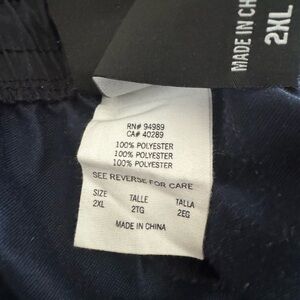 MADE IN CH
2XL
RN# 94989
CA# 40289
100% POLYESTER
100% POLYESTER
100% POLYESTER
SEE REVERSE FOR CARE
SIZE TALLE TALLA
2XL 2TG 2EG
MADE IN CHINA